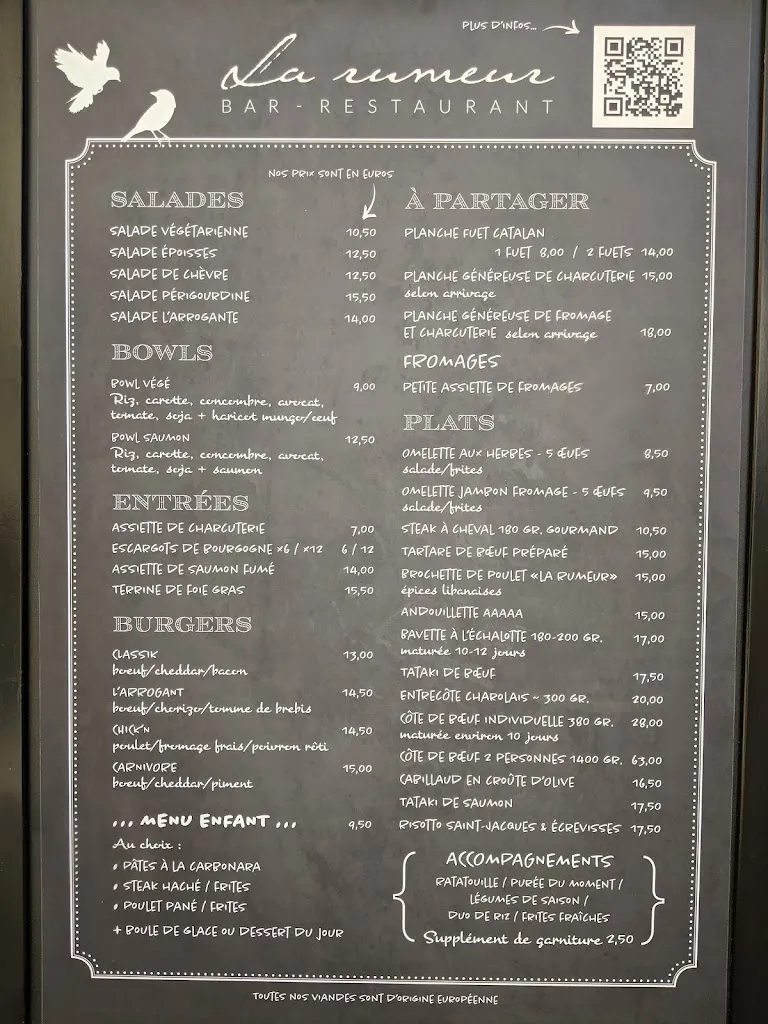 PLUS D'INFOS...
La rumeur
BAR-RESTAURANT
NOS PRIX SONT EN EUROS
SALADES
SALADE VÉGÉTARIENNE 10,50
SALADE ÉPOISSES 12,50
SALADE DE CHÈVRE 12,50
SALADE PÉRIGOURDINE 15,50
SALADE L'ARROGANTE 14,00
BOWLS
BOWL VÉGÉ 9,00
Riz, carotte, concombre, avocat,
tomate, soja + haricot mungo/œuf
BOWL SAUMON 12,50
Riz, carotte, concombre, avocat,
tomate, soja + saumon
ENTRÉES
ASSIETTE DE CHARCUTERIE 7,00
ESCARGOTS DE BOURGOGNE x6 / x12 6 / 12
ASSIETTE DE SAUMON FUMÉ 14,00
TERRINE DE FOIE GRAS 15,50
BURGERS
CLASSIK 13,00
boeuf/cheddar/bacon
L'ARROGANT 14,50
boeuf/chorizo/tomme de brebis
CHICK'N 14,50
poulet/fromage frais/poivron rôti
CARNIVORE 15,00
boeuf/cheddar/piment
... MENU ENFANT ... 9,50
Au choix :
• PÂTES À LA CARBONARA
• STEAK HACHÉ / FRITES
• POULET PANÉ / FRITES
+ BOULE DE GLACE OU DESSERT DU JOUR
À PARTAGER
PLANCHE FUET CATALAN
1 FUET 8,00 / 2 FUETS 14,00
PLANCHE GÉNÉREUSE DE CHARCUTERIE 15,00
selon arrivage
PLANCHE GÉNÉREUSE DE FROMAGE
ET CHARCUTERIE selon arrivage 18,00
FROMAGES
PETITE ASSIETTE DE FROMAGES 7,00
PLATS
OMELETTE AUX HERBES - 5 ŒUFS 8,50
salade/frites
OMELETTE JAMBON FROMAGE - 5 ŒUFS 9,50
salade/frites
STEAK À CHEVAL 180 GR. GOURMAND 10,50
TARTARE DE BŒUF PRÉPARÉ 15,00
BROCHETTE DE POULET «LA RUMEUR» 15,00
épices libanaises
ANDOUILLETTE AAAAA 15,00
BAVETTE À L'ÉCHALOTTE 180-200 GR. 17,00
maturée 10-12 jours
TATAKI DE BŒUF 17,50
ENTRECÔTE CHAROLAIS ~ 300 GR. 20,00
CÔTE DE BŒUF INDIVIDUELLE 380 GR. 28,00
maturée environ 10 jours
CÔTE DE BŒUF 2 PERSONNES 1400 GR. 63,00
CABILLAUD EN CROÛTE D'OLIVE 16,50
TATAKI DE SAUMON 17,50
RISOTTO SAINT-JACQUES & ÉCREVISSES 17,50
ACCOMPAGNEMENTS
RATATOUILLE / PURÉE DU MOMENT /
LÉGUMES DE SAISON /
DUO DE RIZ / FRITES FRAÎCHES
Supplément de garniture 2,50
TOUTES NOS VIANDES SONT D'ORIGINE EUROPÉENNE